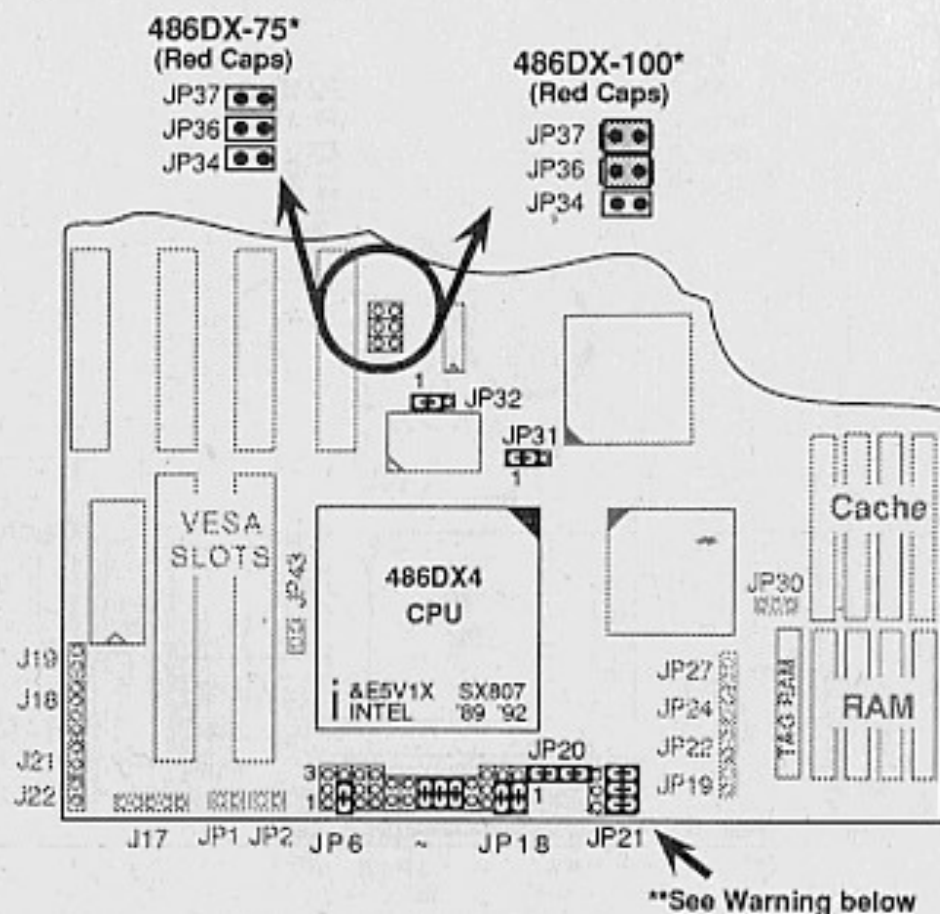 486DX-75*
(Red Caps)
JP37
JP36
JP34
486DX-100*
(Red Caps)
JP37
JP36
JP34
1
JP32
JP31
1
VESA
SLOTS
JP43
486DX4
CPU
i
&E5V1X SX807
INTEL '89 '92
Cache
JP30
J19
J18
J21
J22
JP27
JP24
JP22
JP19
TAG RAM
RAM
3
1
JP20
1
J17 JP1 JP2 JP6 ~ JP18 JP21
**See Warning below